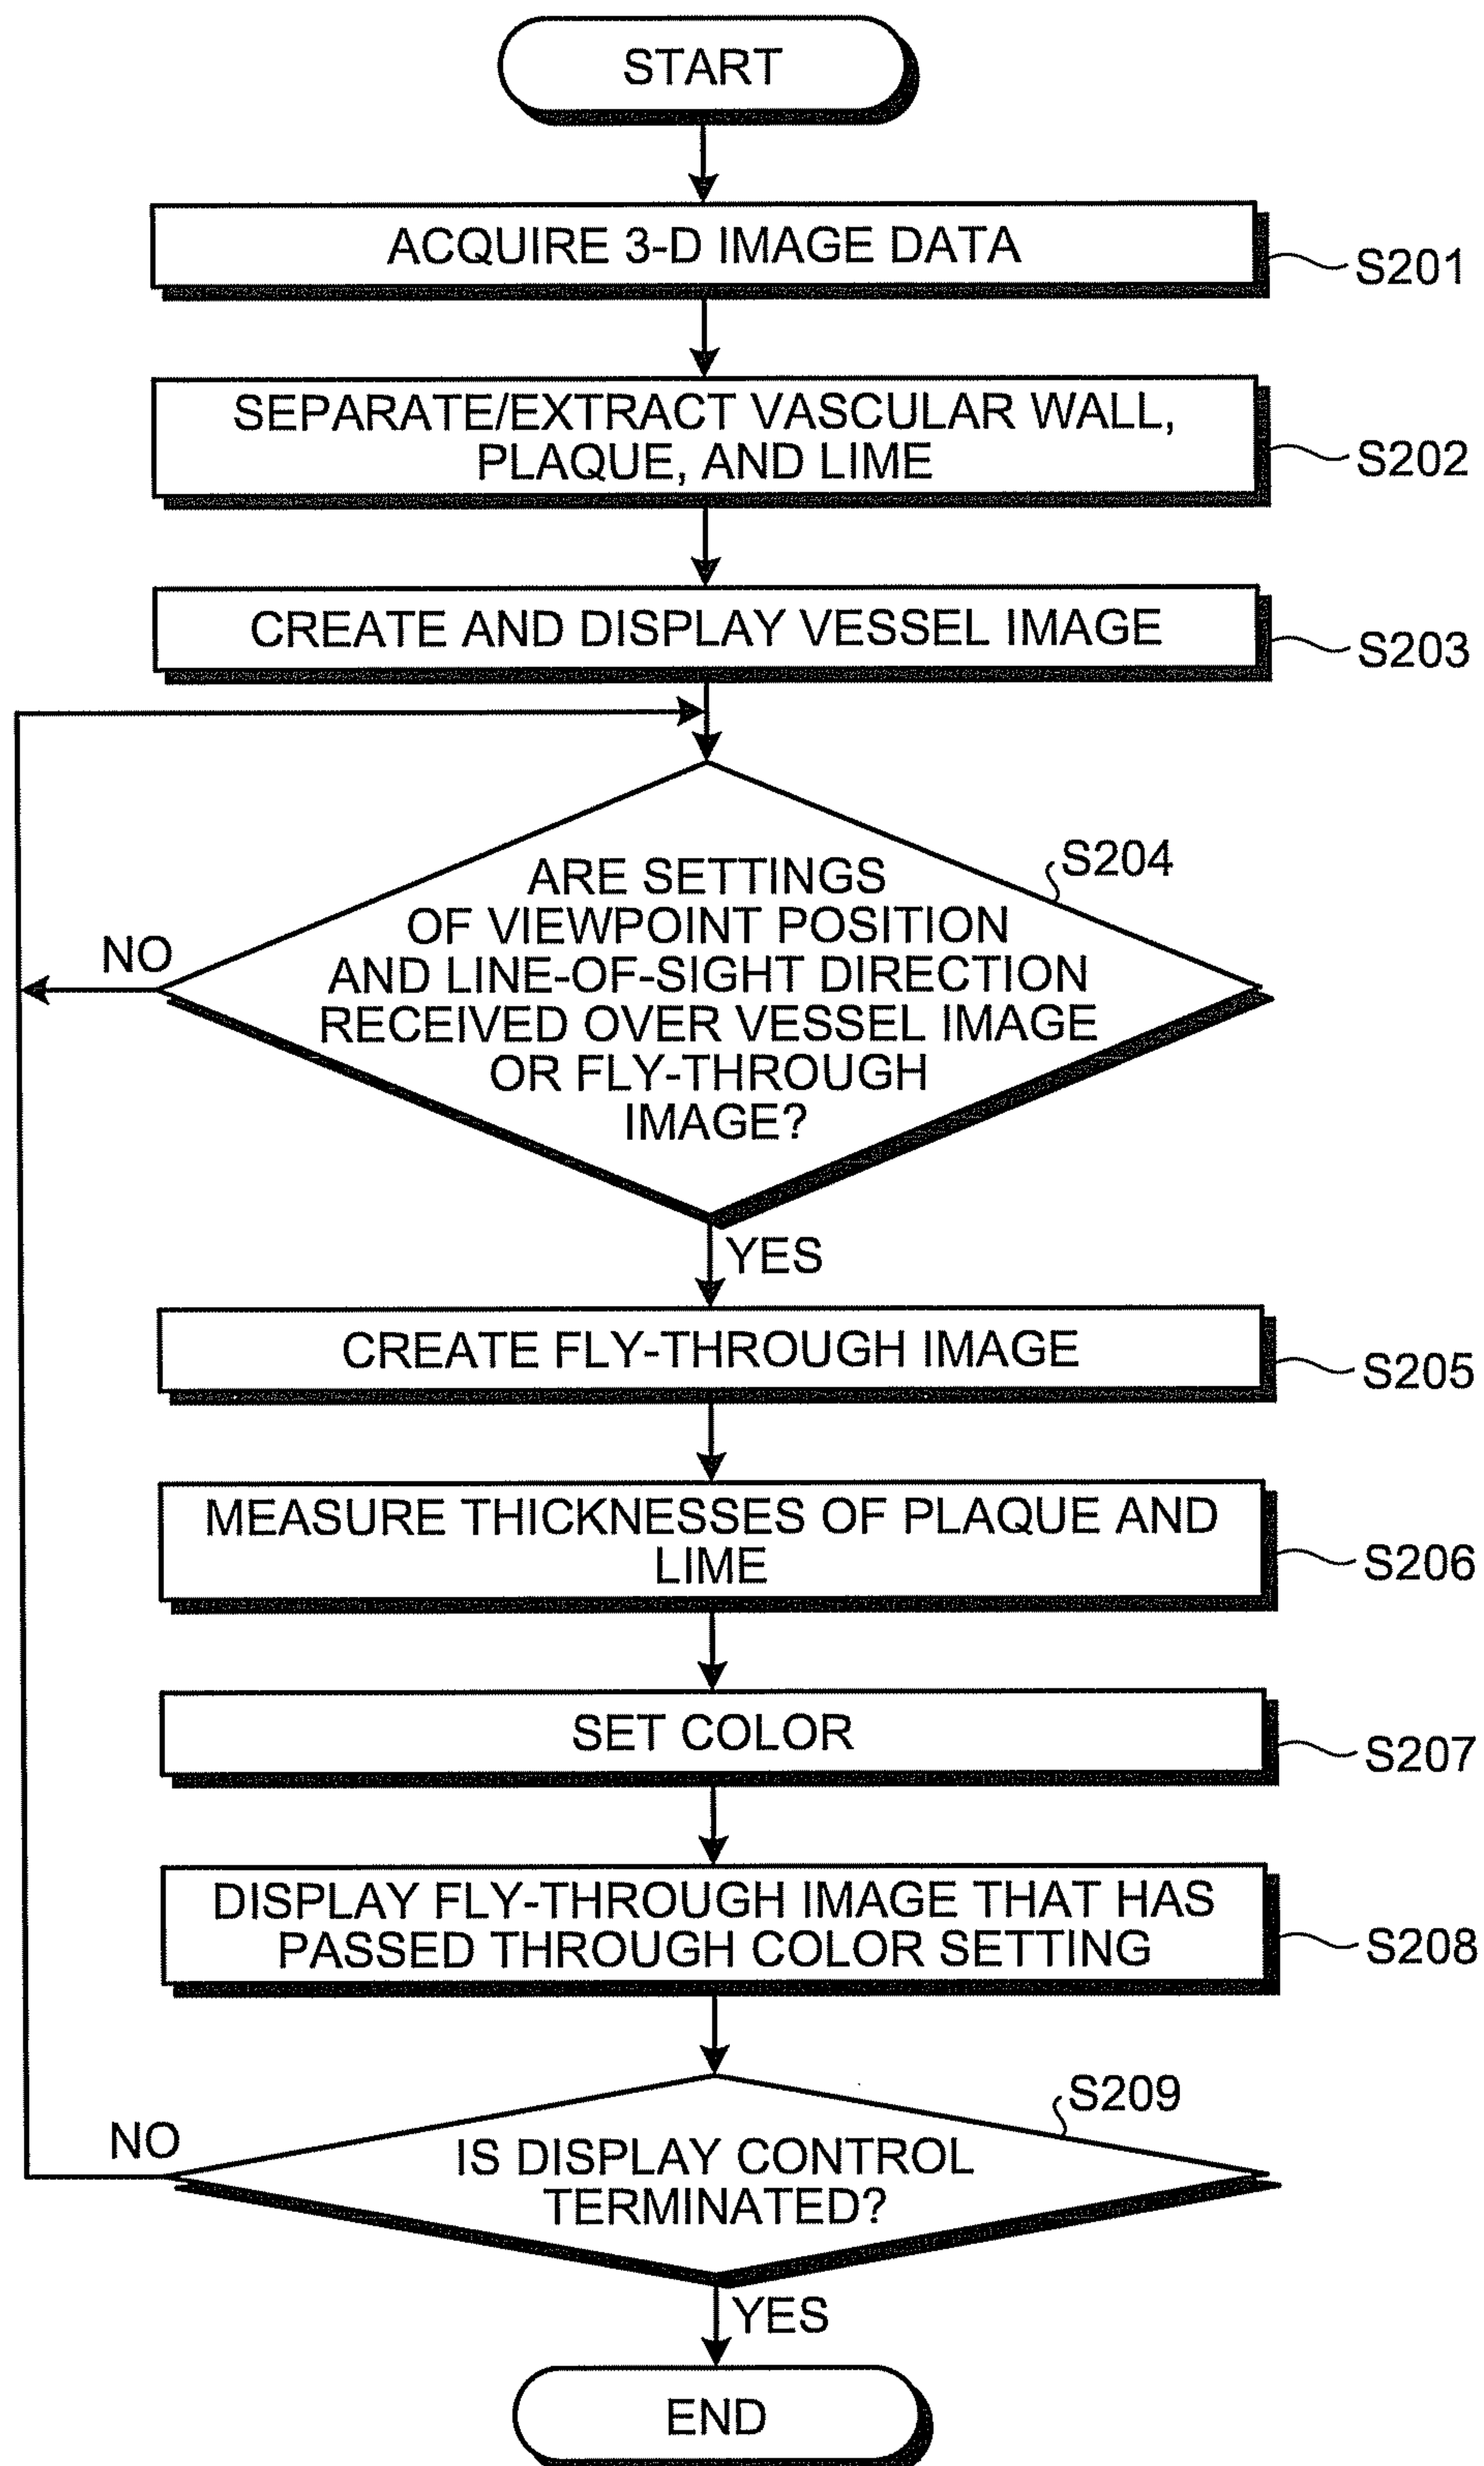 START
ACQUIRE 3-D IMAGE DATA
S201
SEPARATE/EXTRACT VASCULAR WALL,
PLAQUE, AND LIME
S202
CREATE AND DISPLAY VESSEL IMAGE
S203
S204
ARE SETTINGS
OF VIEWPOINT POSITION
AND LINE-OF-SIGHT DIRECTION
RECEIVED OVER VESSEL IMAGE
OR FLY-THROUGH
IMAGE?
NO
YES
CREATE FLY-THROUGH IMAGE
S205
MEASURE THICKNESSES OF PLAQUE AND
LIME
S206
SET COLOR
S207
DISPLAY FLY-THROUGH IMAGE THAT HAS
PASSED THROUGH COLOR SETTING
S208
S209
IS DISPLAY CONTROL
TERMINATED?
NO
YES
END